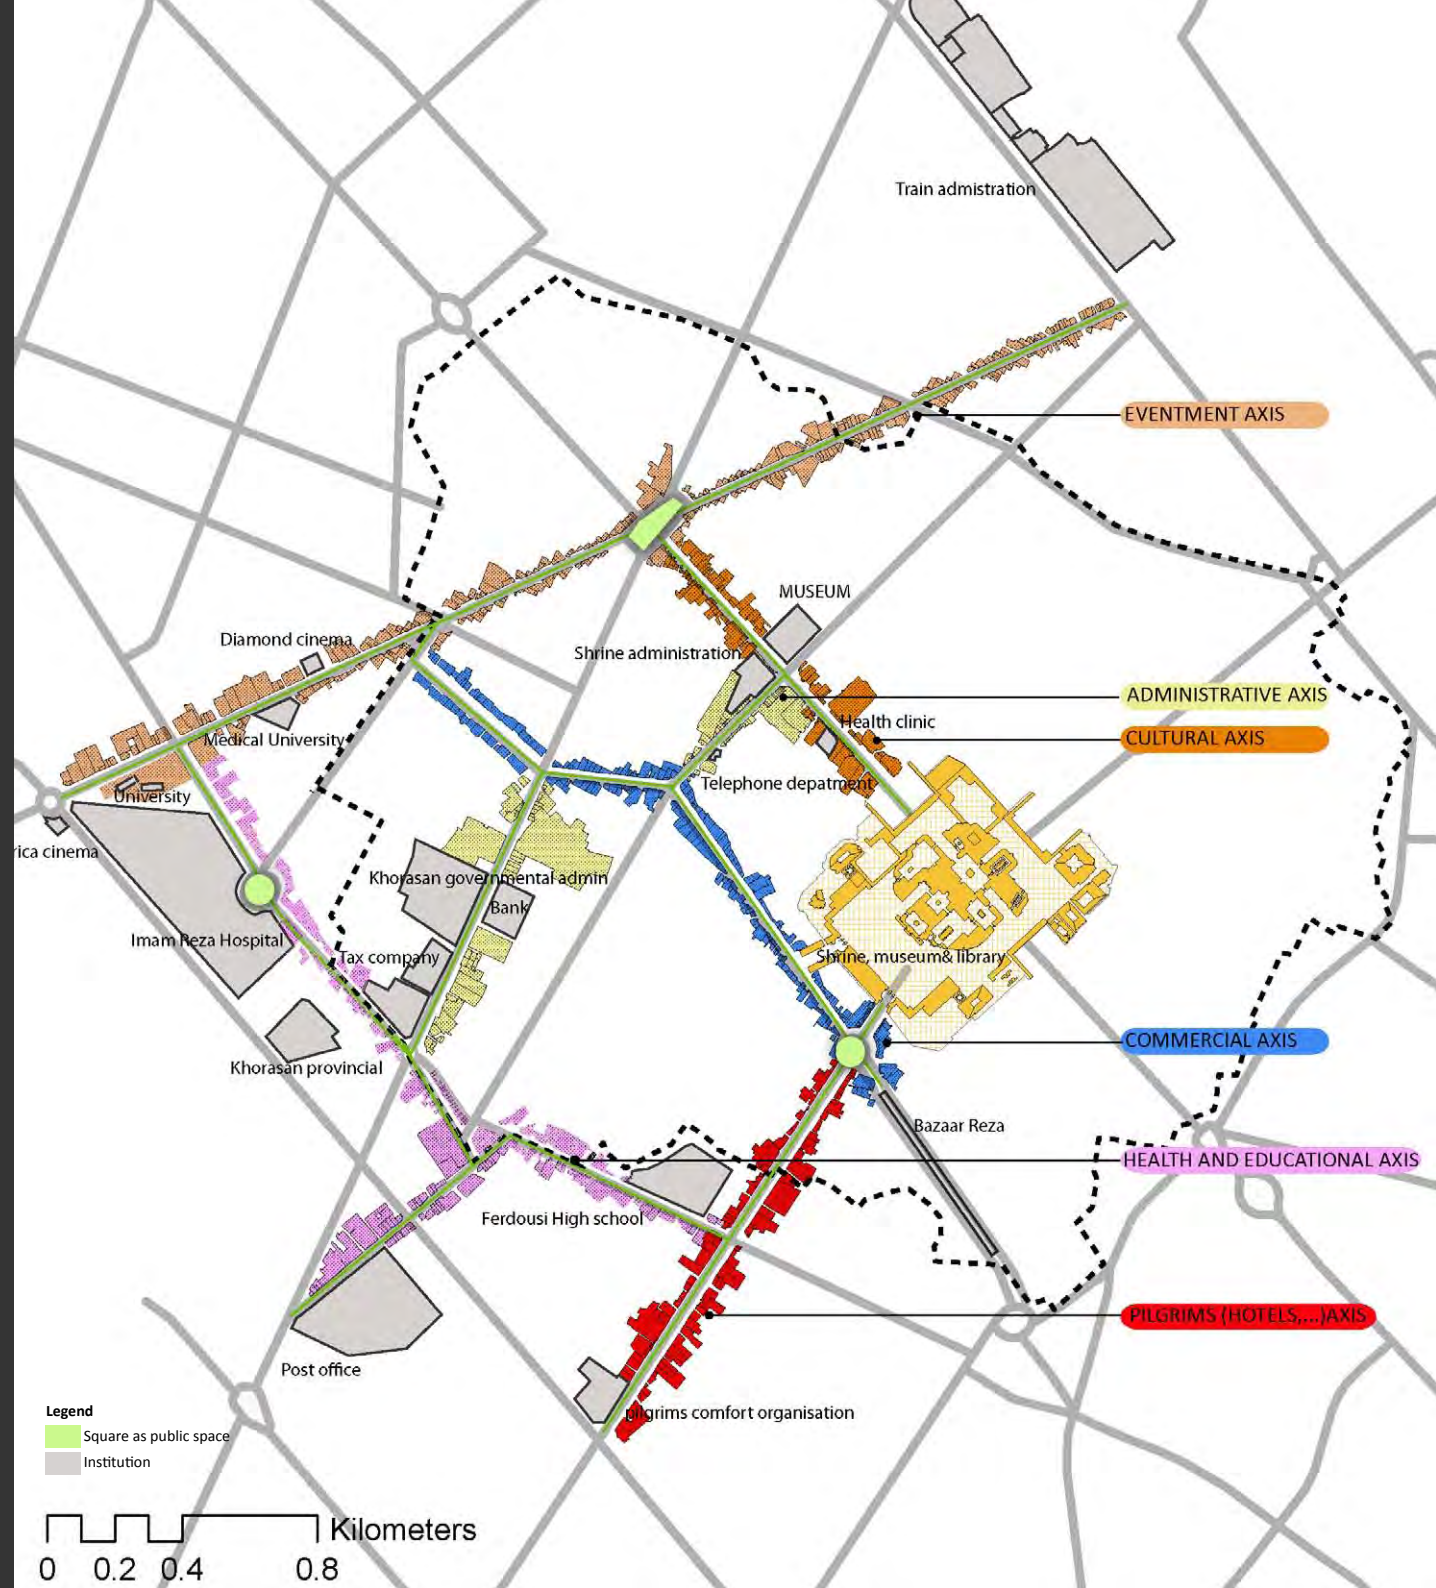 Train admistration
EVENTMENT AXIS
MUSEUM
Diamond cinema
Shrine administration
ADMINISTRATIVE AXIS
Health clinic
Medical University
CULTURAL AXIS
Telephone depatment
University
rica cinema
Khorasan governmental admin
Bank
Imam Reza Hospital
Tax company
Shrine, museum& library
COMMERCIAL AXIS
Khorasan provincial
Bazaar Reza
HEALTH AND EDUCATIONAL AXIS
Ferdousi High school
PILGRIMS (HOTELS,...)AXIS
Post office
pilgrims comfort organisation
Legend
Square as public space
Institution
Kilometers
0 0.2 0.4 0.8